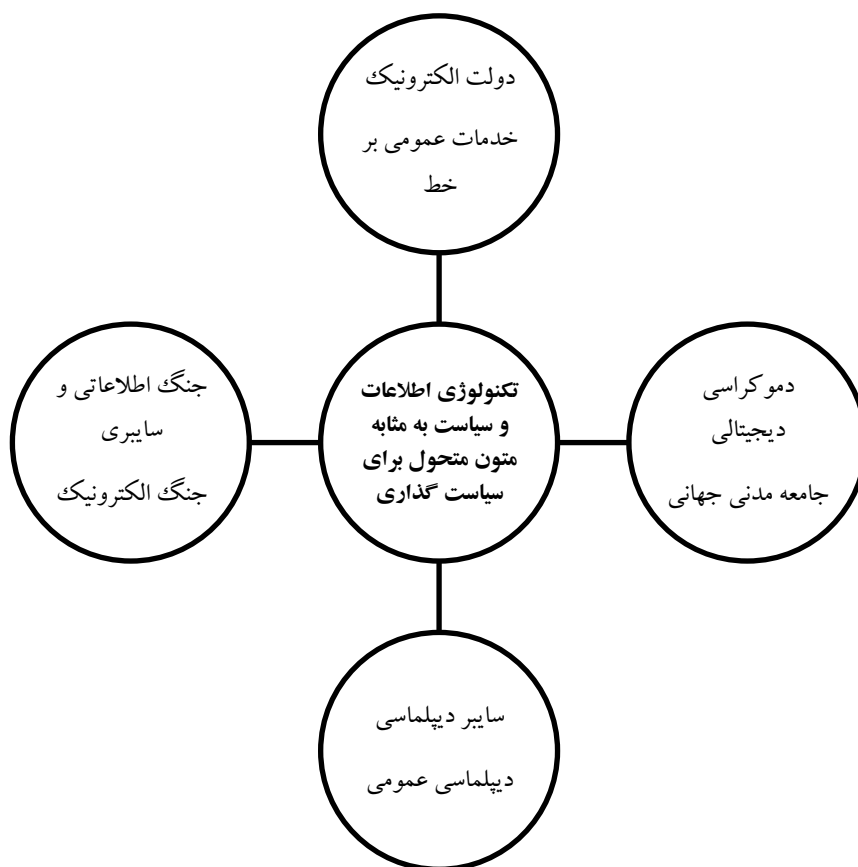 دولت الکترونیک
خدمات عمومی بر
خط
دموکراسی
دیجیتالی
جامعه مدنی جهانی
تکنولوژی اطلاعات
و سیاست به مثابه
متون متحول برای
سیاست گذاری
جنگ اطلاعاتی و
سایبری
جنگ الکترونیک
سایبر دیپلماسی
دیپلماسی عمومی